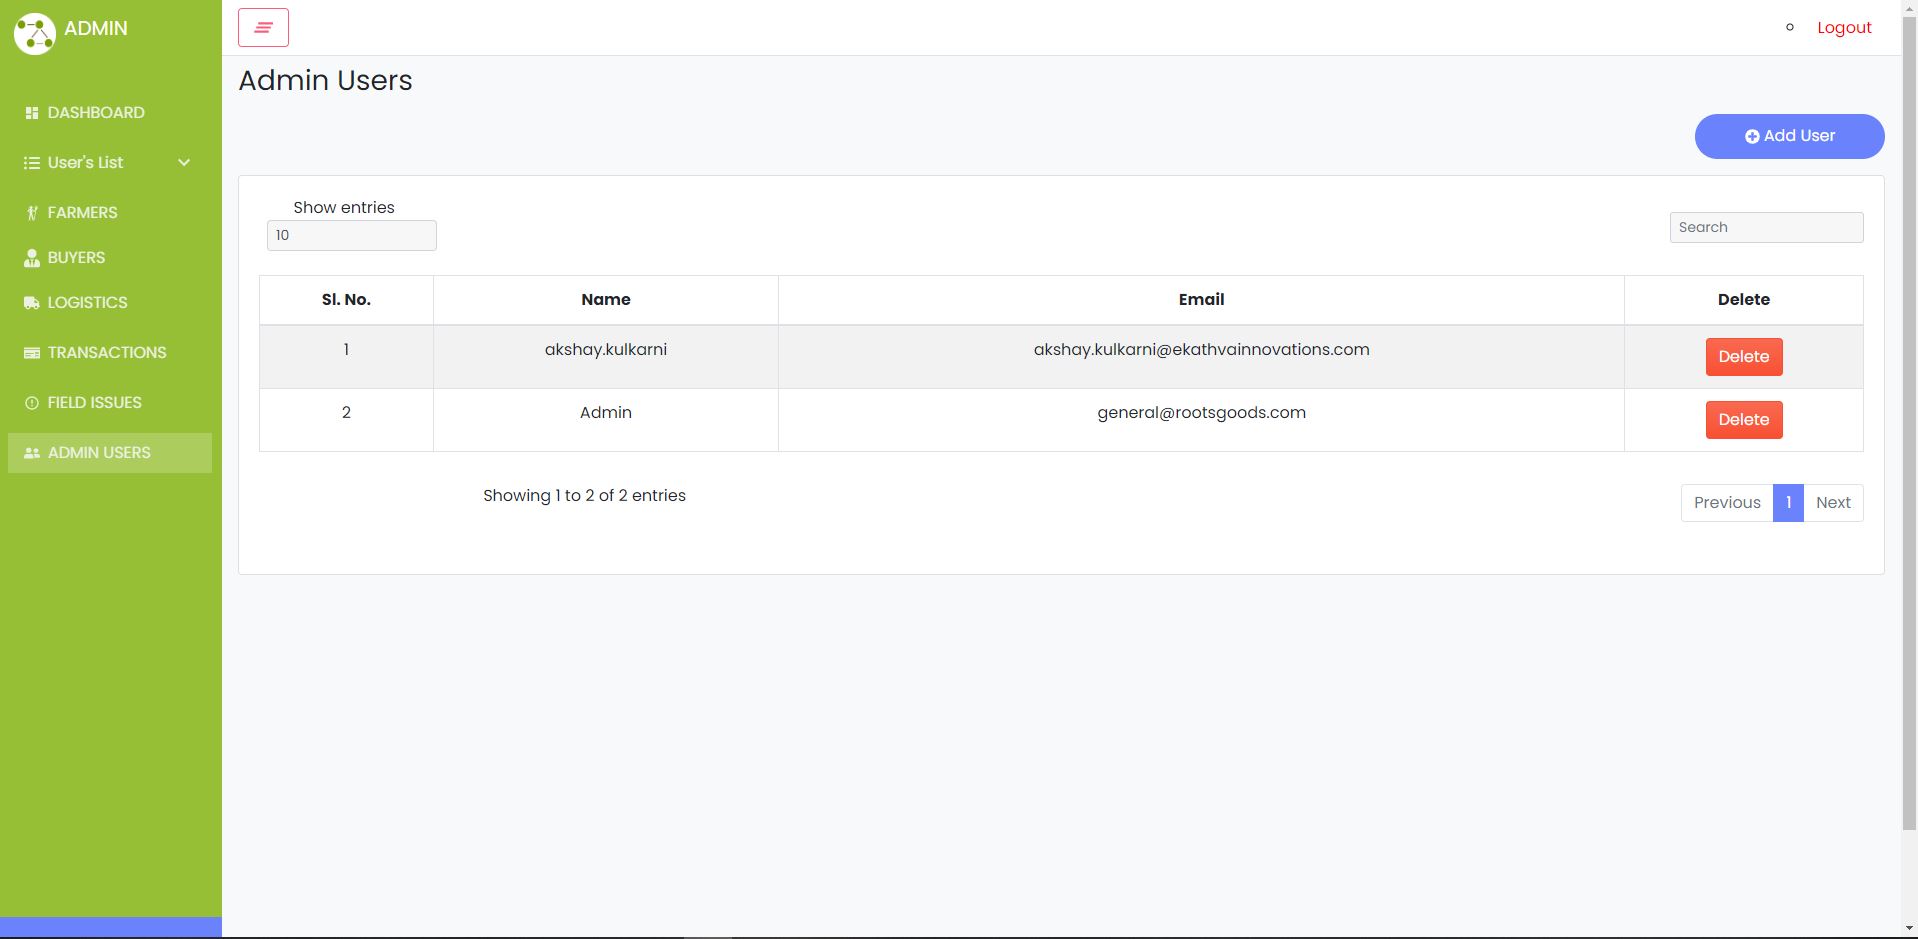 ADMIN
DASHBOARD
User's List
FARMERS
BUYERS
LOGISTICS
TRANSACTIONS
FIELD ISSUES
ADMIN USERS
Logout
Admin Users
Add User
Show entries
10
Search
Sl. No. Name Email Delete
1 akshay.kulkarni akshay.kulkarni@ekathvainnovations.com Delete
2 Admin general@rootsgoods.com Delete
Showing 1 to 2 of 2 entries
Previous 1 Next